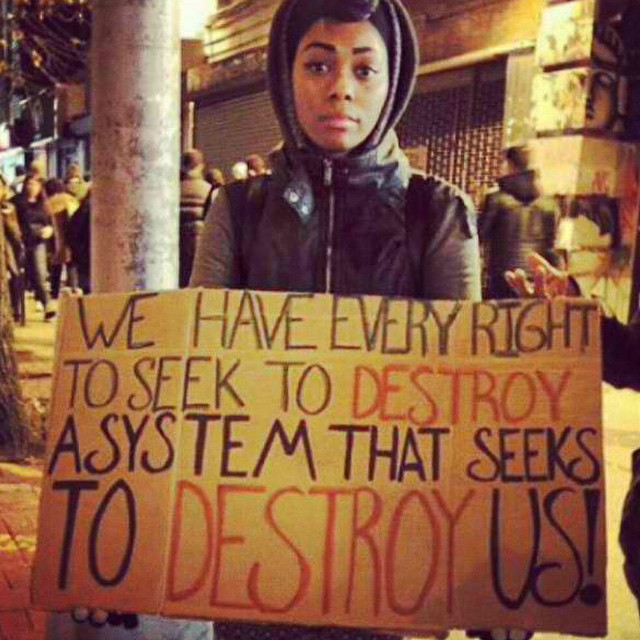 WE HAVE EVERY RIGHT
TO SEEK TO DESTROY
A SYSTEM THAT SEEKS
TO DESTROY US!